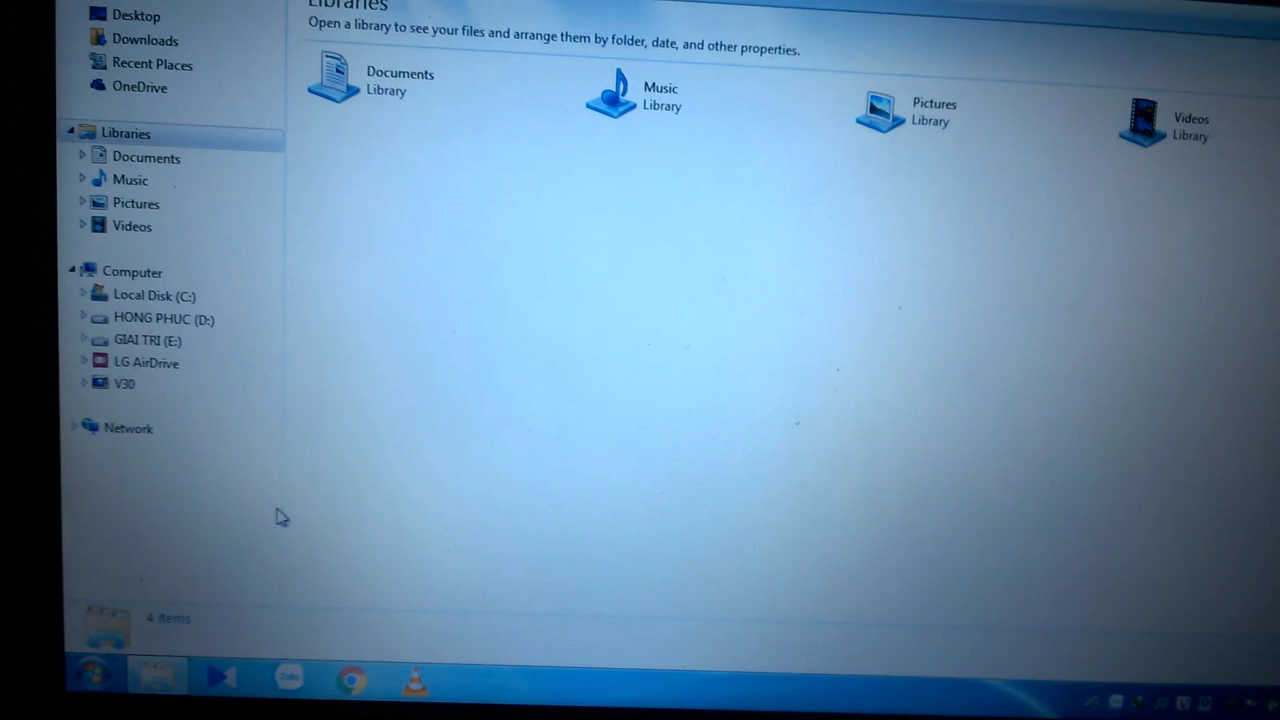 Libraries
Open a library to see your files and arrange them by folder, date, and other properties.
Desktop
Downloads
Recent Places
OneDrive
Libraries
Documents
Music
Pictures
Videos
Computer
Local Disk (C:)
HONG PHUC (D:)
GIAI TRI (E:)
LG AirDrive
V30
Network
Documents
Library
Music
Library
Pictures
Library
Videos
Library
4 items
Zalo